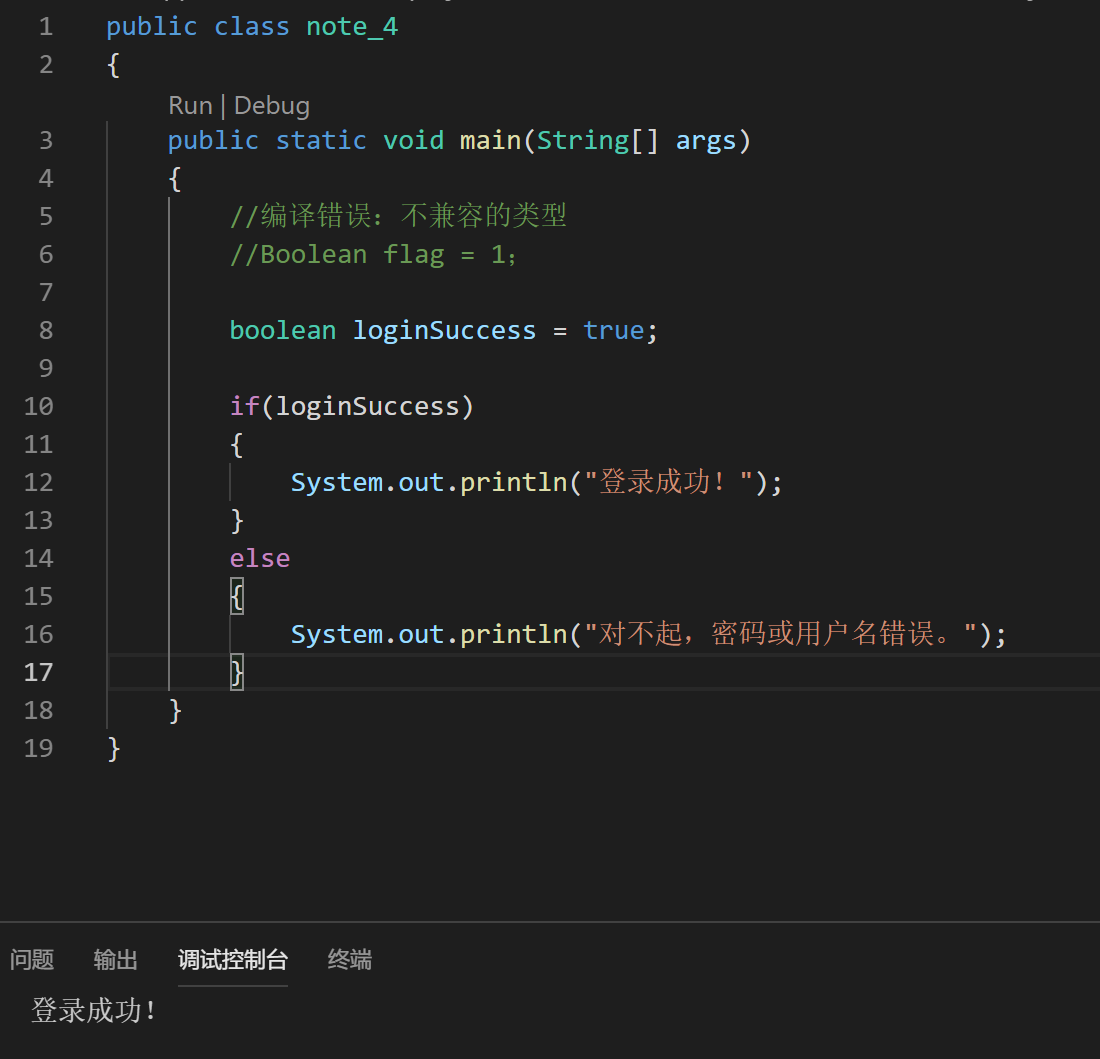 1 public class note_4
2 {
Run | Debug
3 public static void main(String[] args)
4 {
5 //编译错误：不兼容的类型
6 //Boolean flag = 1；
7
8 boolean loginSuccess = true;
9
10 if(loginSuccess)
11 {
12 System.out.println("登录成功！");
13 }
14 else
15 {
16 System.out.println("对不起，密码或用户名错误。");
17 }
18 }
19 }
问题 输出 调试控制台 终端
登录成功！